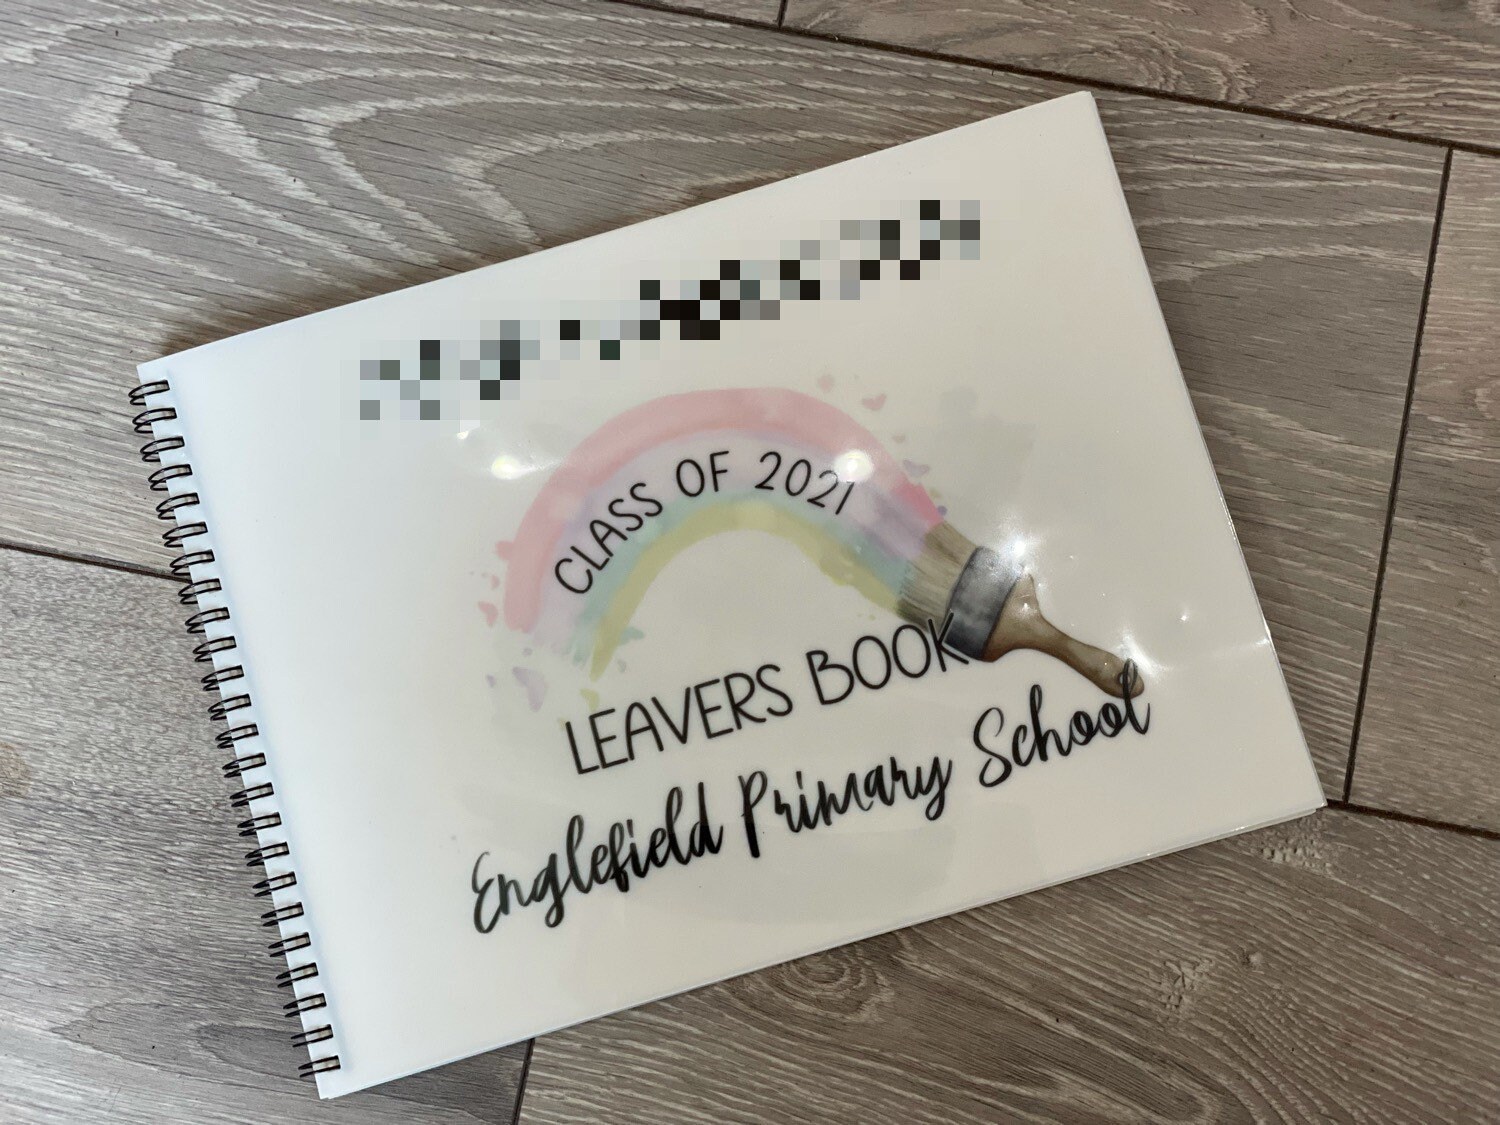 CLASS OF 2021
LEAVERS BOOK
Englefield Primary School